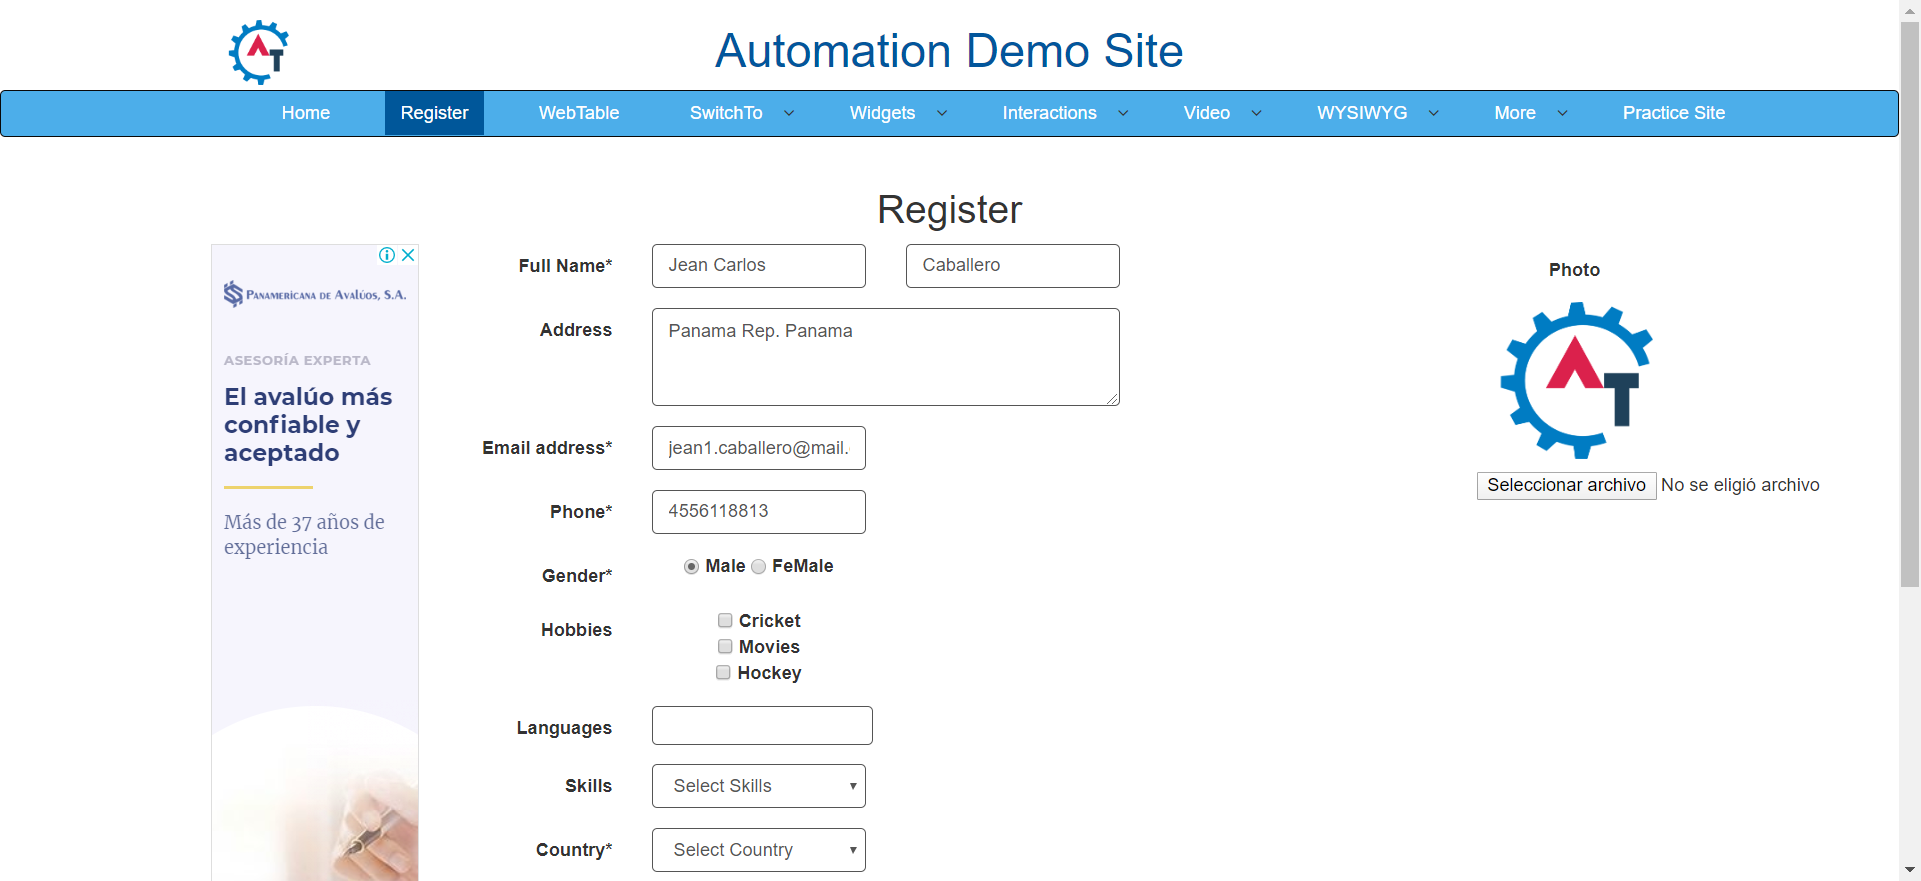 Automation Demo Site
Home Register WebTable SwitchTo Widgets Interactions Video WYSIWYG More Practice Site
Register
PANAMERICANA DE AVALÚOS, S.A.
ASESORÍA EXPERTA
El avalúo más
confiable y
aceptado
Más de 37 años de
experiencia
Full Name* Jean Carlos Caballero
Address Panama Rep. Panama
Email address* jean1.caballero@mail.
Phone* 4556118813
Gender* Male FeMale
Hobbies Cricket
Movies
Hockey
Languages
Skills Select Skills
Country* Select Country
Photo
AT
Seleccionar archivo No se eligió archivo